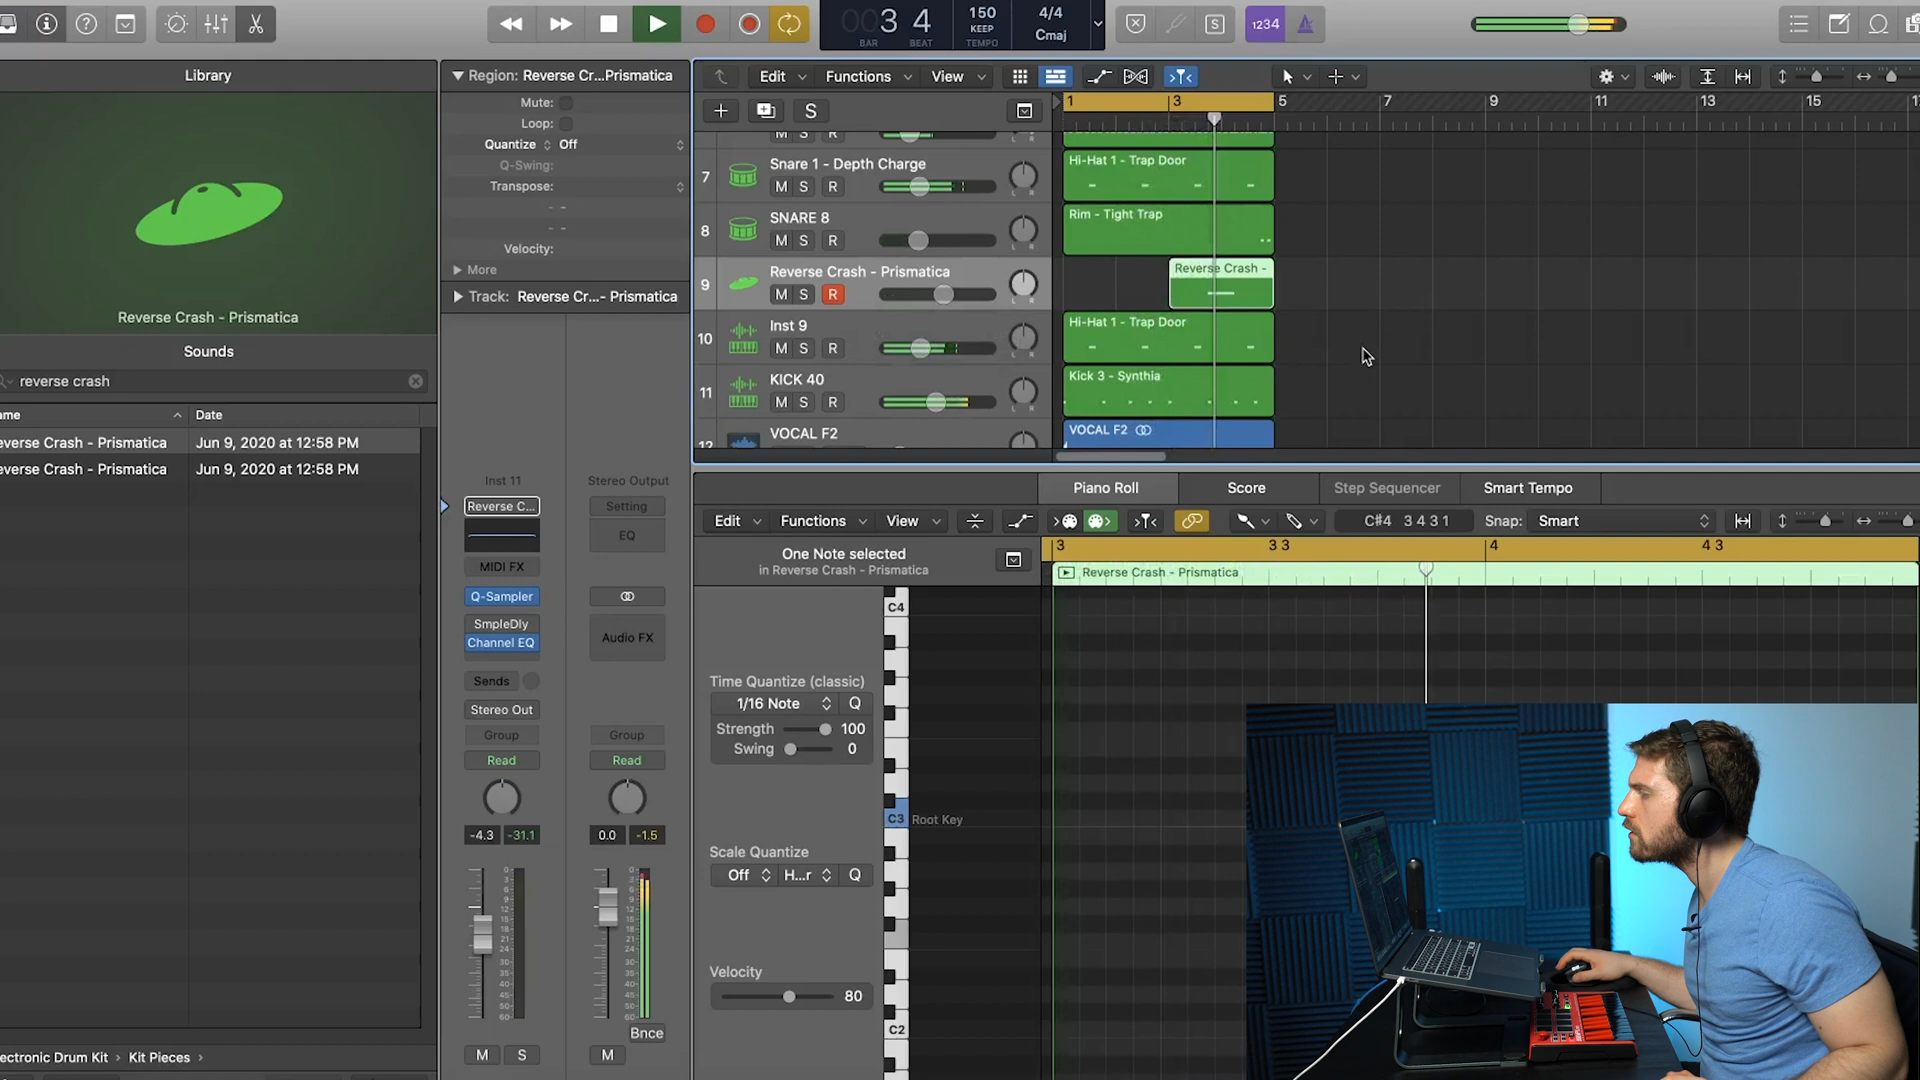 3 4
BAR BEAT
150
KEEP
TEMPO
4/4
Cmaj
S
1234
Library
Reverse Crash - Prismatica
Sounds
reverse crash
ame Date
everse Crash - Prismatica Jun 9, 2020 at 12:58 PM
everse Crash - Prismatica Jun 9, 2020 at 12:58 PM
ectronic Drum Kit › Kit Pieces ›
Region: Reverse Cr...Prismatica
Mute:
Loop:
Quantize Off
Q-Swing:
Transpose:
Velocity:
More
Track: Reverse Cr...- Prismatica
Inst 11 Stereo Output
Reverse C... Setting
EQ
MIDI FX
Q-Sampler
SmpleDly
Channel EQ
Audio FX
Sends
Stereo Out
Group Group
Read Read
-4.3 -31.1 0.0 -1.5
Bnce
M S M
Edit Functions View
S
1 3 5 7 9 11 13 15
M S R
7 Snare 1 - Depth Charge
M S R
Hi-Hat 1 - Trap Door
8 SNARE 8
M S R
Rim - Tight Trap
9 Reverse Crash - Prismatica
M S R
Reverse Crash -
10 Inst 9
M S R
Hi-Hat 1 - Trap Door
11 KICK 40
M S R
Kick 3 - Synthia
12 VOCAL F2
VOCAL F2
Piano Roll Score Step Sequencer Smart Tempo
Edit Functions View C#4 3 4 3 1 Snap: Smart
One Note selected
in Reverse Crash - Prismatica
3 3 3 4 4 3
Reverse Crash - Prismatica
C4
Time Quantize (classic)
1/16 Note Q
Strength 100
Swing 0
C3 Root Key
Scale Quantize
Off H...r Q
Velocity
80
C2